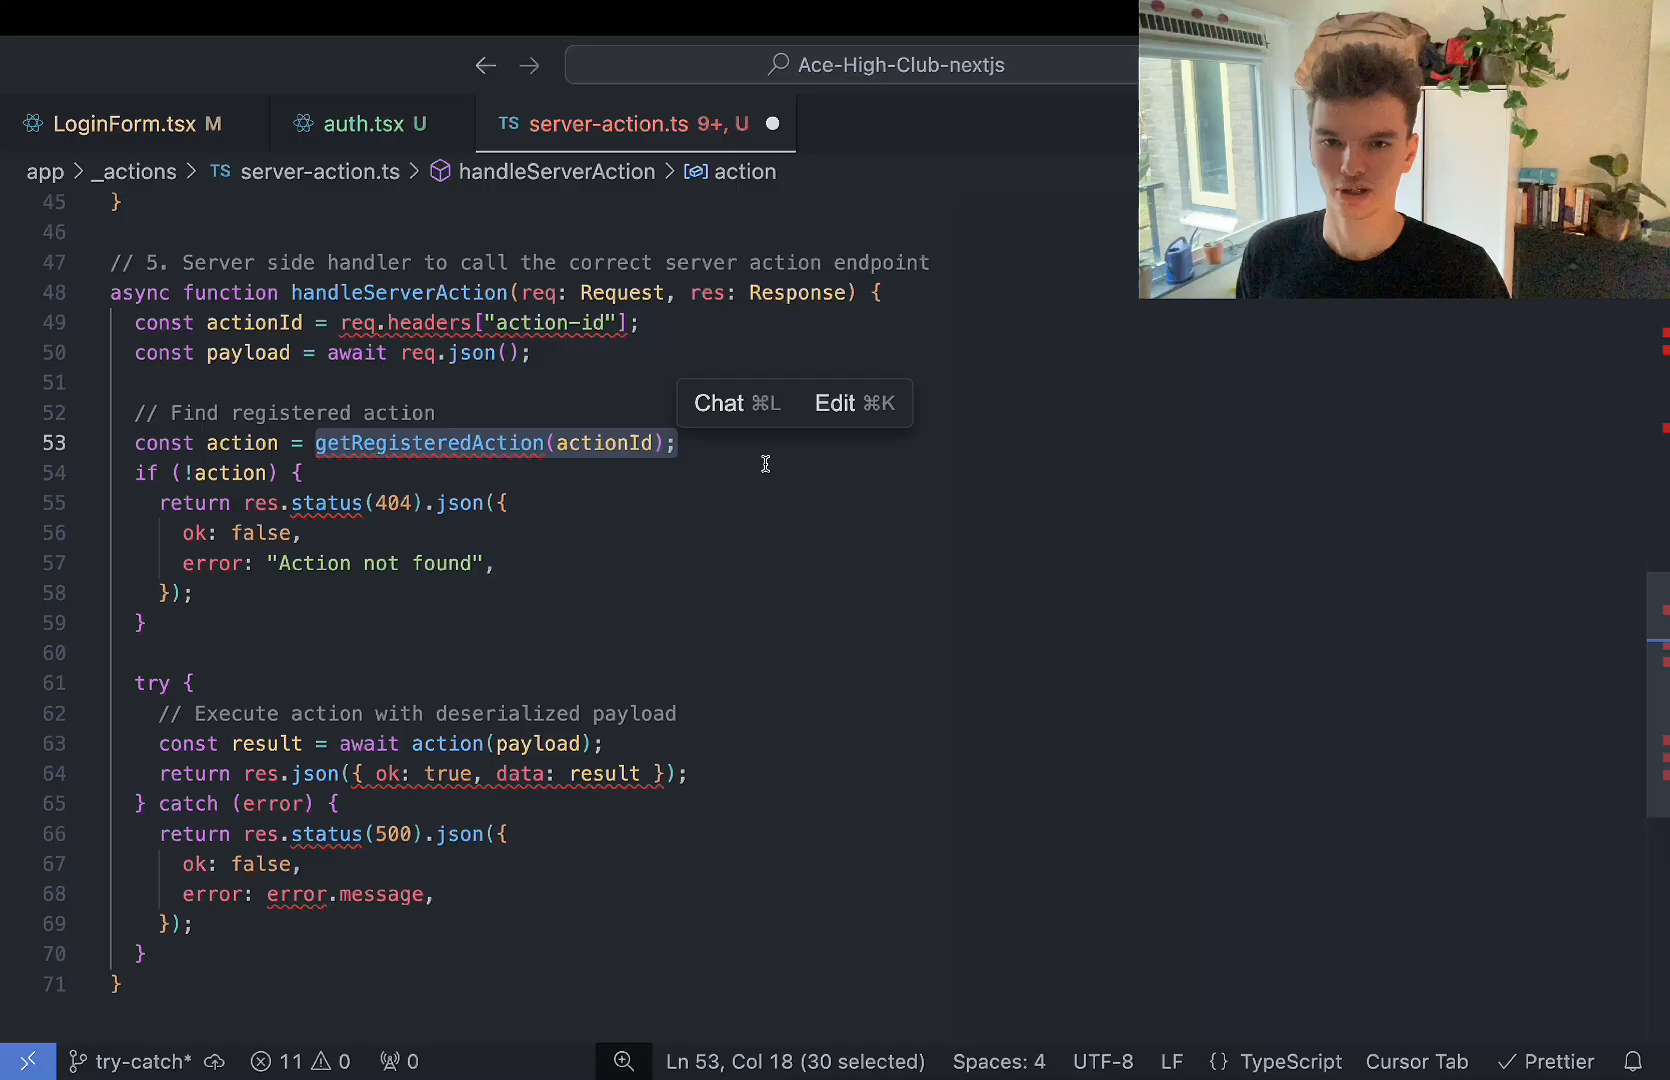 Ace-High-Club-nextjs
LoginForm.tsx M
auth.tsx U
TS server-action.ts 9+, U
app > _actions > TS server-action.ts > handleServerAction > action
45 }
46
47 // 5. Server side handler to call the correct server action endpoint
48 async function handleServerAction(req: Request, res: Response) {
49 const actionId = req.headers["action-id"];
50 const payload = await req.json();
51
Chat ⌘L Edit ⌘K
52 // Find registered action
53 const action = getRegisteredAction(actionId);
54 if (!action) {
55 return res.status(404).json({
56 ok: false,
57 error: "Action not found",
58 });
59 }
60
61 try {
62 // Execute action with deserialized payload
63 const result = await action(payload);
64 return res.json({ ok: true, data: result });
65 } catch (error) {
66 return res.status(500).json({
67 ok: false,
68 error: error.message,
69 });
70 }
71 }
try-catch* 11 0 0 Ln 53, Col 18 (30 selected) Spaces: 4 UTF-8 LF {} TypeScript Cursor Tab ✓ Prettier